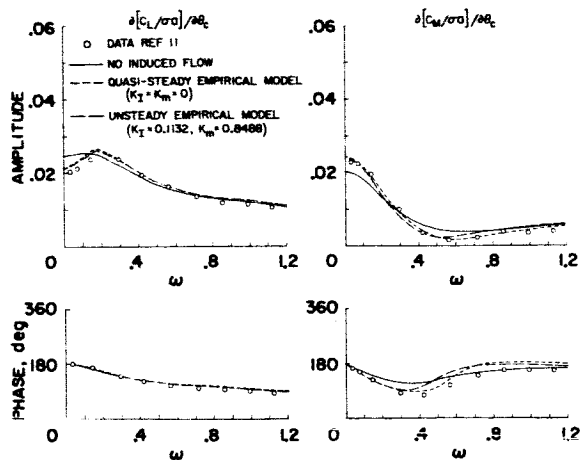 ∂[C_L/σa]/∂θ_c
∂[C_M/σa]/∂θ_c
.06
.04
.02
0
AMPLITUDE
○ DATA REF 11
NO INDUCED FLOW
QUASI-STEADY EMPIRICAL MODEL
(K_I = K_m = 0)
UNSTEADY EMPIRICAL MODEL
(K_I = 0.1132, K_m = 0.8488)
.4 .8 1.2
ω
.06
.04
.02
0
.4 .8 1.2
ω
360
180
0
PHASE, deg
.4 .8 1.2
ω
360
180
0
.4 .8 1.2
ω